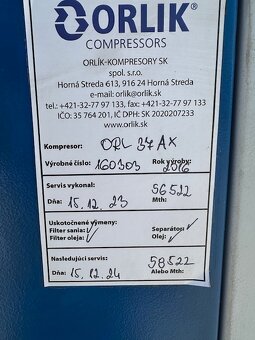 ORLIK®
COMPRESSORS
ORLÍK-KOMPRESORY SK
spol. s.r.o.
Horná Streda 613, 916 24 Horná Streda
e-mail: orlik@orlik.sk
tel.: +421-32-77 97 133, fax: +421-32-77 97 133
IČO: 35 764 201, IČ DPH: SK 2020207233
www.orlik.sk
Kompresor: ORL 37 AX
Výrobné číslo: 160303 Rok výroby: 2016
Servis vykonal: 56522
Dňa: 15.12.23 Mth:
Uskutočnené výmeny:
Filter sania: ✓ Separátor: ✓
Filter oleja: ✓ Olej: ✓
Nasledujúci servis: 58522
Dňa: 15.12.24 Alebo Mth: